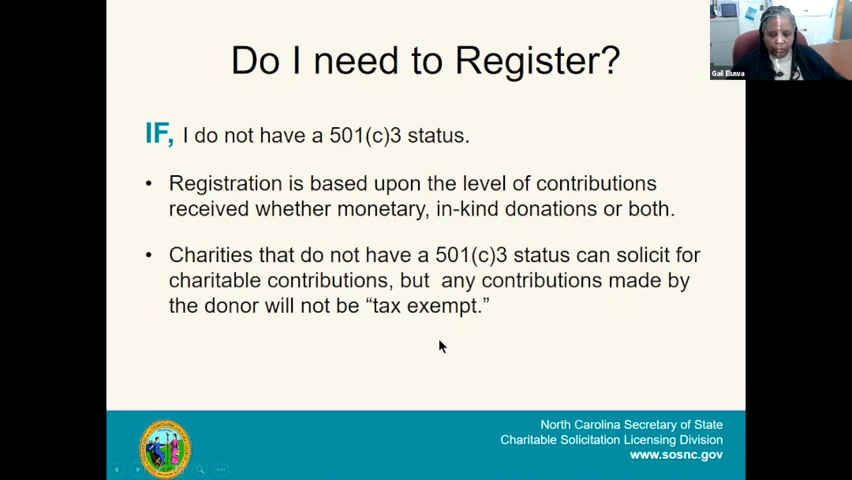 Do I need to Register?
Gail Eluwa
IF, I do not have a 501(c)3 status.
• Registration is based upon the level of contributions
received whether monetary, in-kind donations or both.
• Charities that do not have a 501(c)3 status can solicit for
charitable contributions, but any contributions made by
the donor will not be “tax exempt.”
North Carolina Secretary of State
Charitable Solicitation Licensing Division
www.sosnc.gov